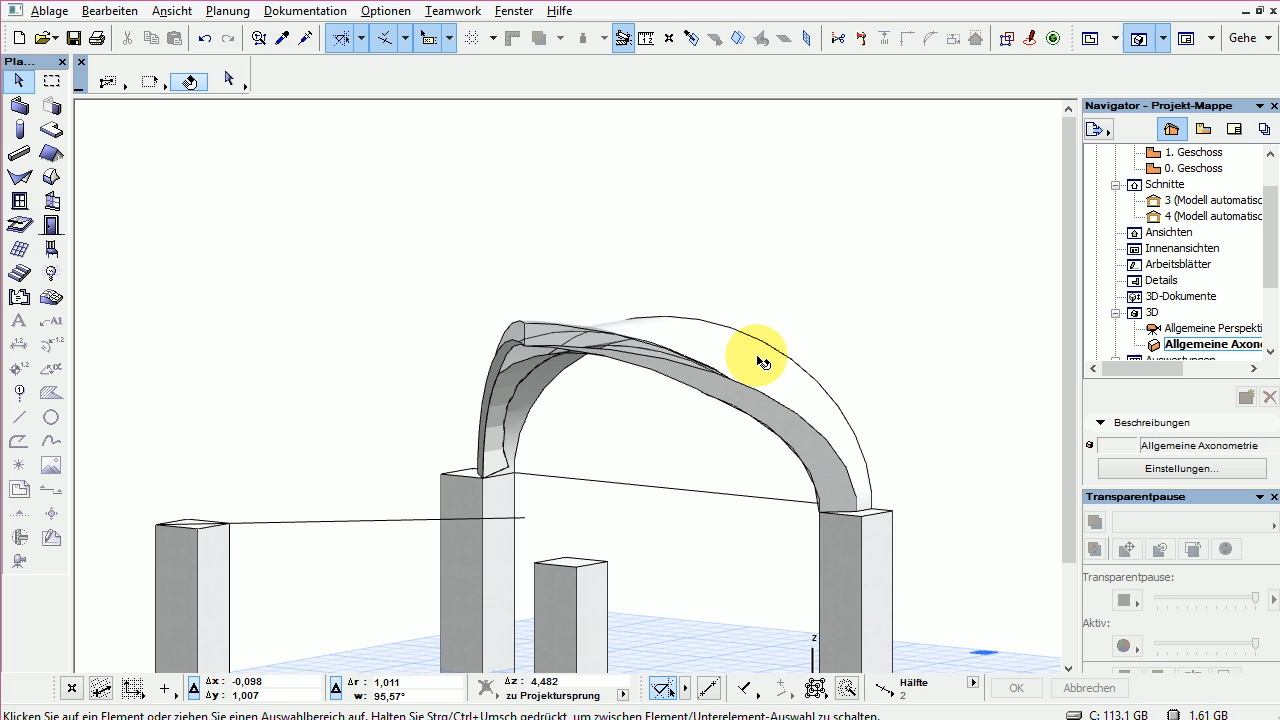 Ablage Bearbeiten Ansicht Planung Dokumentation Optionen Teamwork Fenster Hilfe
Gehe
Pla...
Navigator - Projekt-Mappe
1. Geschoss
0. Geschoss
Schnitte
3 (Modell automatisc
4 (Modell automatisc
Ansichten
Innenansichten
Arbeitsblätter
Details
3D-Dokumente
3D
Allgemeine Perspekti
Allgemeine Axono
Beschreibungen
Allgemeine Axonometrie
Einstellungen...
Transparentpause
Transparentpause:
Aktiv:
z
Δx: -0,098
Δy: 1,007
Δr: 1,011
w: 95,57°
Δz: 4,482
zu Projektursprung
Hälfte
2
OK Abbrechen
Klicken Sie auf ein Element oder ziehen Sie einen Auswahlbereich auf. Halten Sie Strg/Ctrl+Umsch gedrückt, um zwischen Element/Unterelement-Auswahl zu schalten.
C: 113.1 GB 1.61 GB